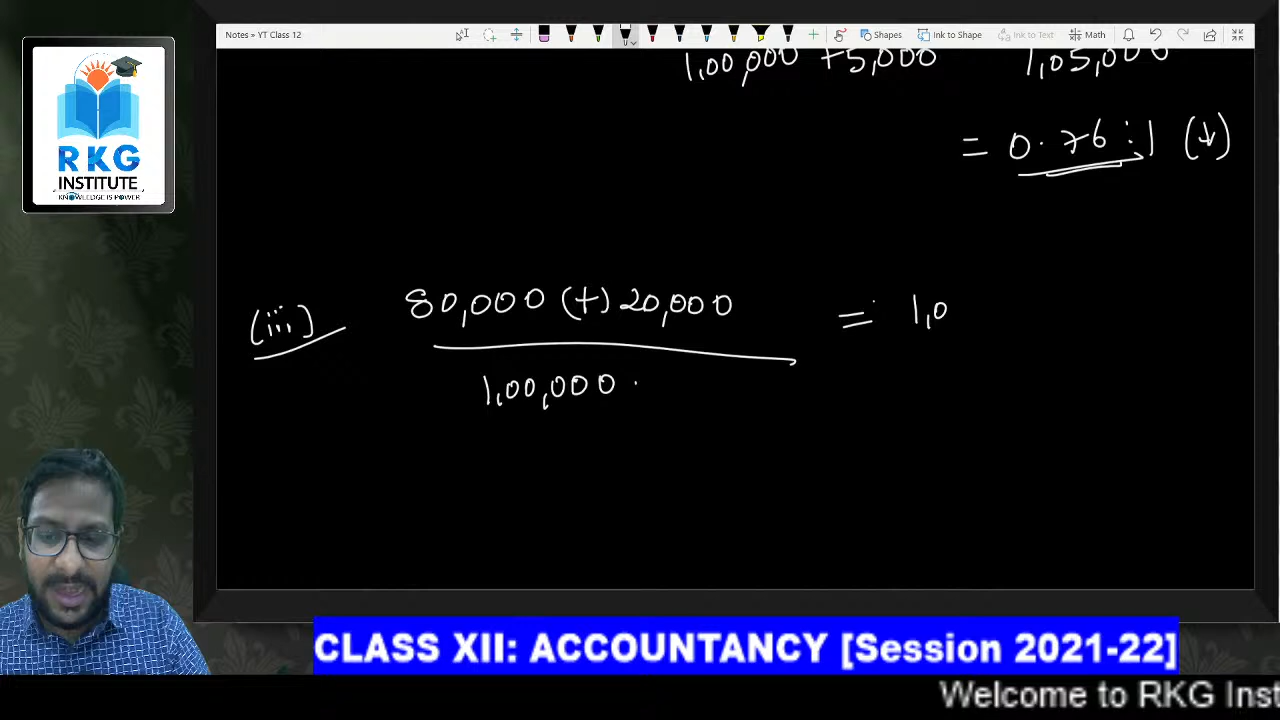 Notes » YT Class 12
Shapes
Ink to Shape
Ink to Text
Math
1,00,000 +5,000 1,05,000
= 0.76:1 (↓)
RKG
INSTITUTE
KNOWLEDGE IS POWER
(iii) 80,000 (+) 20,000 = 1,0
1,00,000
CLASS XII: ACCOUNTANCY [Session 2021-22]
Welcome to RKG Inst